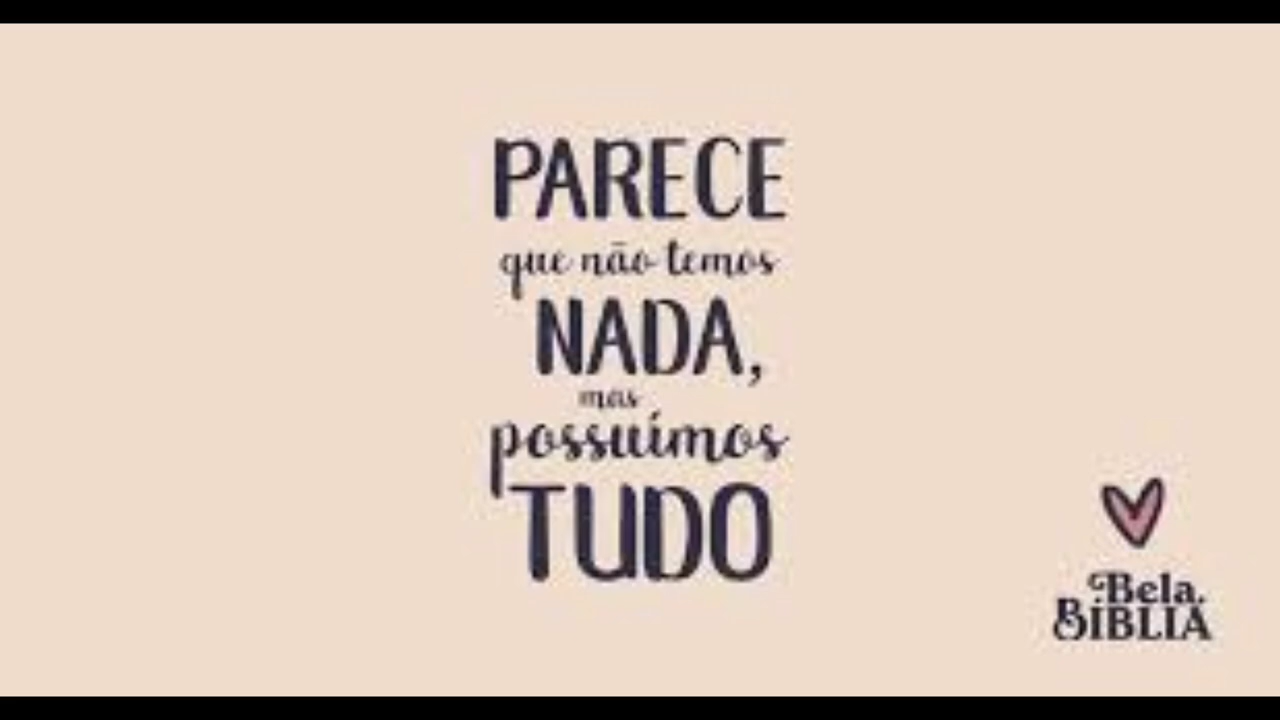 PARECE
que não temos
NADA,
mas
possuímos
TUDO
Bela
BÍBLIA